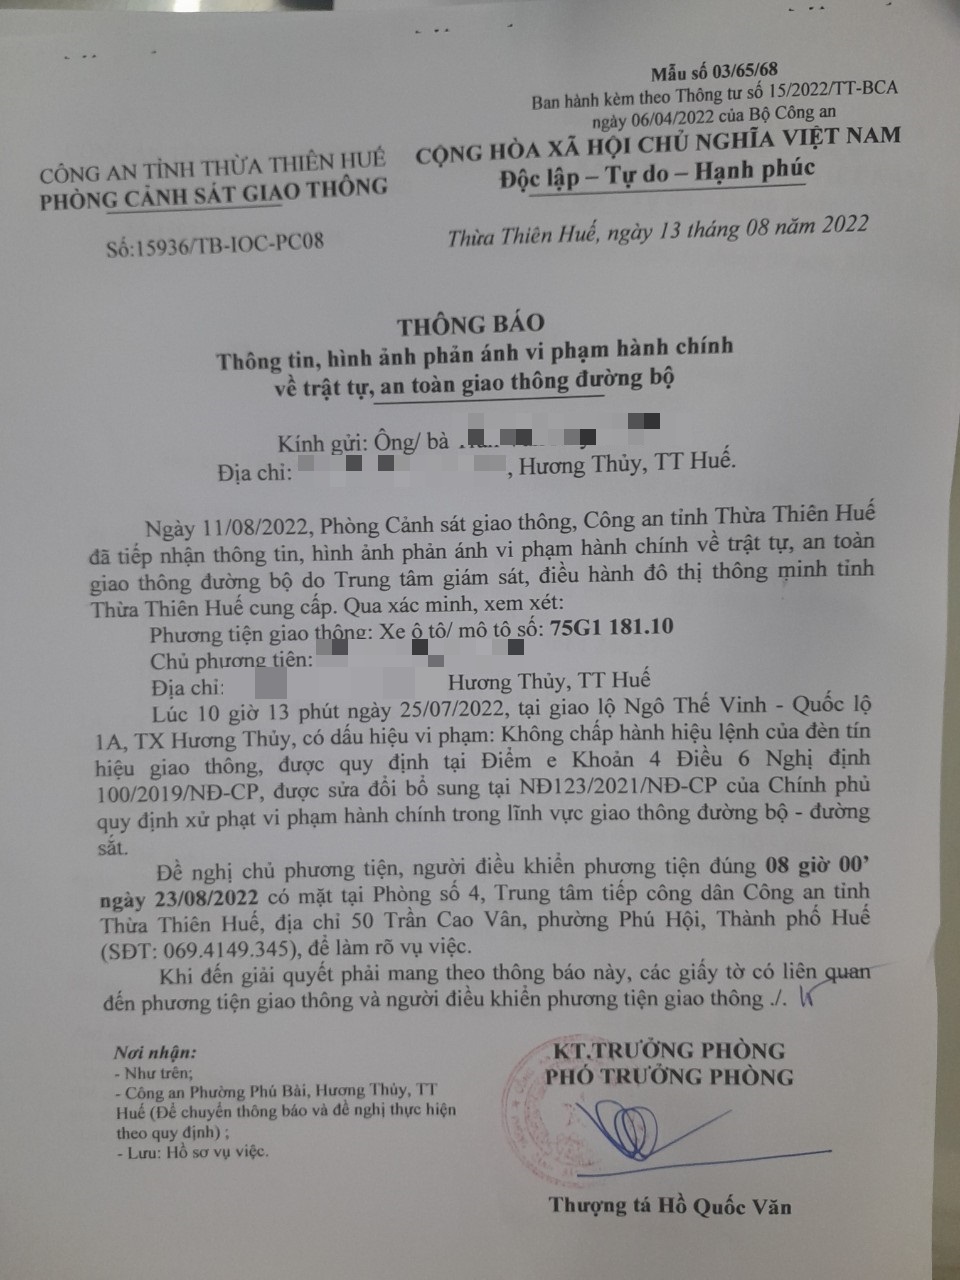 Mẫu số 03/65/68
Ban hành kèm theo Thông tư số 15/2022/TT-BCA
ngày 06/04/2022 của Bộ Công an
CÔNG AN TỈNH THỪA THIÊN HUẾ
PHÒNG CẢNH SÁT GIAO THÔNG
CỘNG HÒA XÃ HỘI CHỦ NGHĨA VIỆT NAM
Độc lập – Tự do – Hạnh phúc
Số:15936/TB-IOC-PC08
Thừa Thiên Huế, ngày 13 tháng 08 năm 2022
THÔNG BÁO
Thông tin, hình ảnh phản ánh vi phạm hành chính
về trật tự, an toàn giao thông đường bộ
Kính gửi: Ông/ bà
Địa chỉ: , Hương Thủy, TT Huế.
Ngày 11/08/2022, Phòng Cảnh sát giao thông, Công an tỉnh Thừa Thiên Huế
đã tiếp nhận thông tin, hình ảnh phản ánh vi phạm hành chính về trật tự, an toàn
giao thông đường bộ do Trung tâm giám sát, điều hành đô thị thông minh tỉnh
Thừa Thiên Huế cung cấp. Qua xác minh, xem xét:
Phương tiện giao thông: Xe ô tô/ mô tô số: 75G1 181.10
Chủ phương tiện:
Địa chỉ: Hương Thủy, TT Huế
Lúc 10 giờ 13 phút ngày 25/07/2022, tại giao lộ Ngô Thế Vinh - Quốc lộ
1A, TX Hương Thủy, có dấu hiệu vi phạm: Không chấp hành hiệu lệnh của đèn tín
hiệu giao thông, được quy định tại Điểm e Khoản 4 Điều 6 Nghị định
100/2019/NĐ-CP, được sửa đổi bổ sung tại NĐ123/2021/NĐ-CP của Chính phủ
quy định xử phạt vi phạm hành chính trong lĩnh vực giao thông đường bộ - đường
sắt.
Đề nghị chủ phương tiện, người điều khiển phương tiện đúng 08 giờ 00’
ngày 23/08/2022 có mặt tại Phòng số 4, Trung tâm tiếp công dân Công an tỉnh
Thừa Thiên Huế, địa chỉ 50 Trần Cao Vân, phường Phú Hội, Thành phố Huế
(SĐT: 069.4149.345), để làm rõ vụ việc.
Khi đến giải quyết phải mang theo thông báo này, các giấy tờ có liên quan
đến phương tiện giao thông và người điều khiển phương tiện giao thông ./.
Nơi nhận:
- Như trên;
- Công an Phường Phú Bài, Hương Thủy, TT
Huế (Để chuyển thông báo và đề nghị thực hiện
theo quy định) ;
- Lưu: Hồ sơ vụ việc.
KT.TRƯỞNG PHÒNG
PHÓ TRƯỞNG PHÒNG
Thượng tá Hồ Quốc Văn